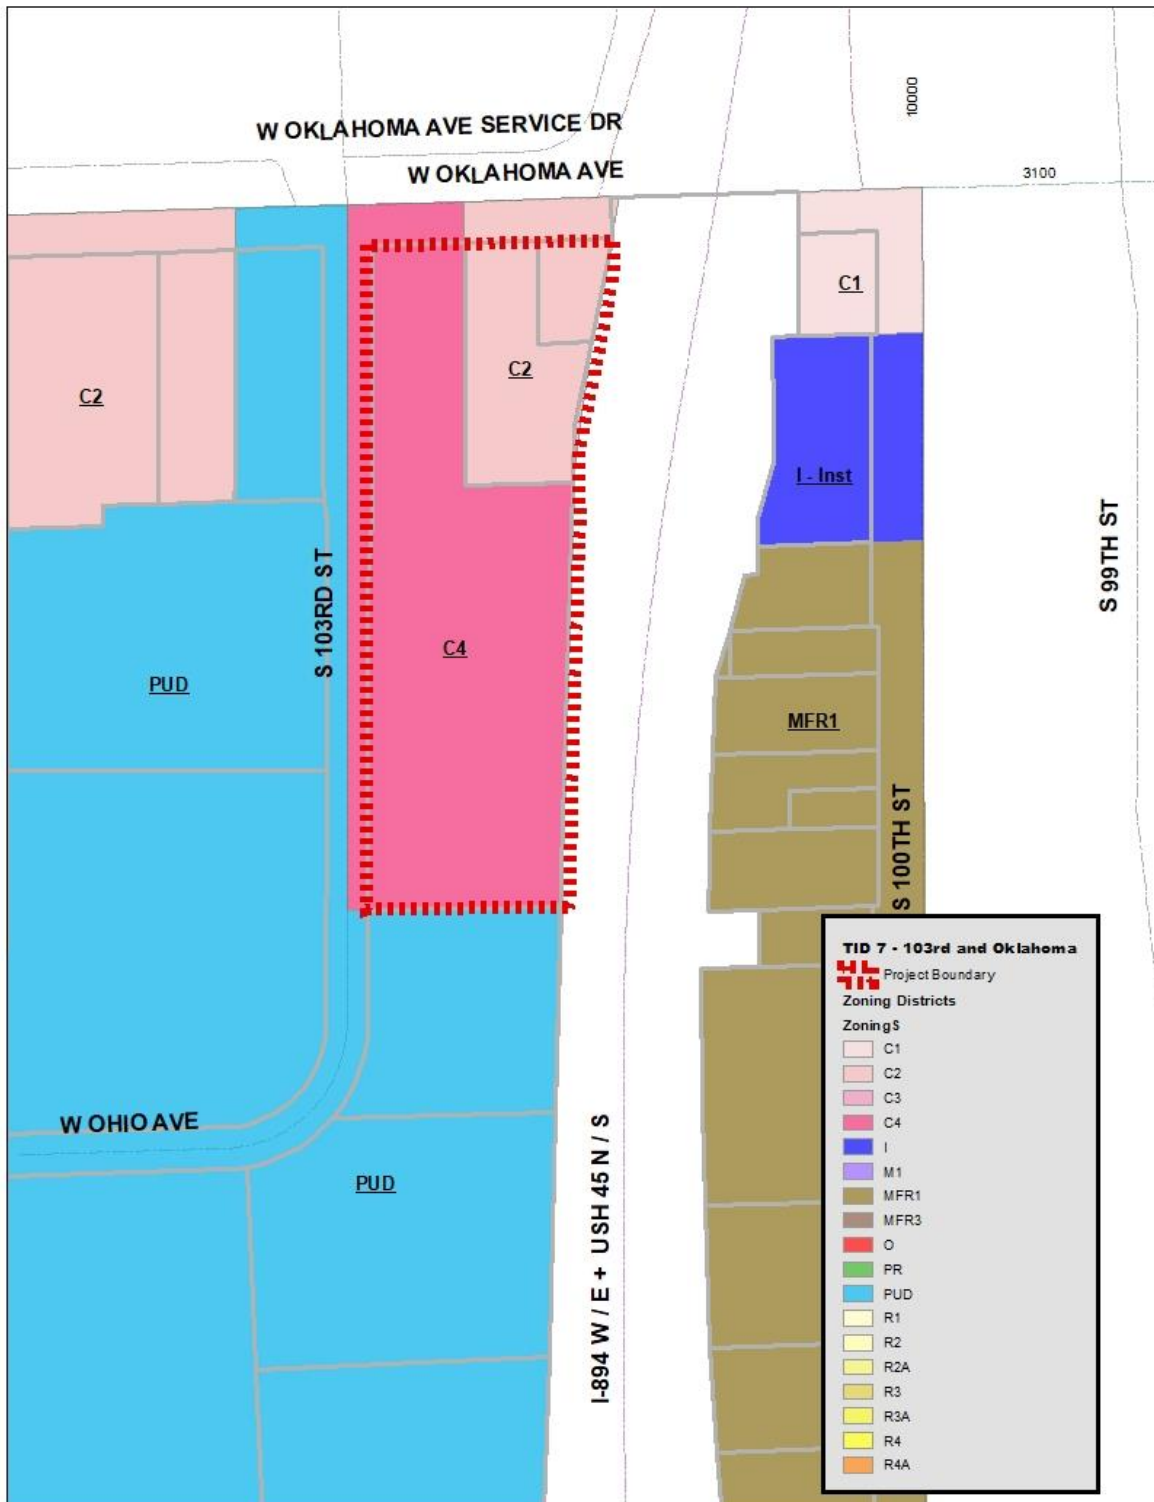 10000
W OKLAHOMA AVE SERVICE DR
W OKLAHOMA AVE
3100
C1
C2
C2
I - Inst
S 99TH ST
S 103RD ST
C4
PUD
MFR1
S 100TH ST
W OHIO AVE
PUD
I-894 W / E + USH 45 N / S
TID 7 - 103rd and Oklahoma
Project Boundary
Zoning Districts
ZoningS
C1
C2
C3
C4
I
M1
MFR1
MFR3
O
PR
PUD
R1
R2
R2A
R3
R3A
R4
R4A